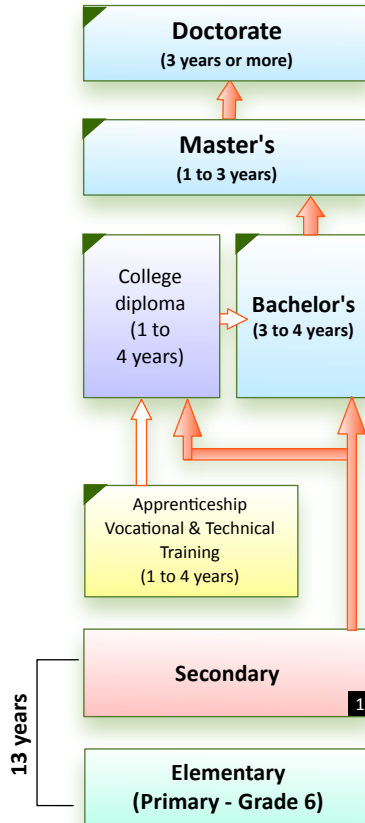 Doctorate
(3 years or more)
Master's
(1 to 3 years)
College
diploma
(1 to
4 years)
Bachelor's
(3 to 4 years)
Apprenticeship
Vocational & Technical
Training
(1 to 4 years)
13 years
Secondary
1
Elementary
(Primary - Grade 6)